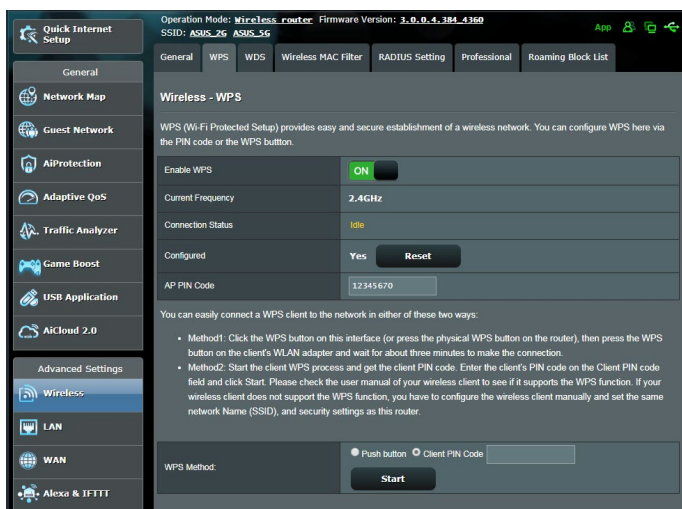 Quick Internet
Setup
General
Network Map
Guest Network
AiProtection
Adaptive QoS
Traffic Analyzer
Game Boost
USB Application
AiCloud 2.0
Advanced Settings
Wireless
LAN
WAN
Alexa & IFTTT
Operation Mode: Wireless router Firmware Version: 3.0.0.4.384_4360
SSID: ASUS_2G ASUS_5G
App
General WPS WDS Wireless MAC Filter RADIUS Setting Professional Roaming Block List
Wireless - WPS
WPS (Wi-Fi Protected Setup) provides easy and secure establishment of a wireless network. You can configure WPS here via
the PIN code or the WPS buttton.
Enable WPS ON
Current Frequency 2.4GHz
Connection Status Idle
Configured Yes Reset
AP PIN Code 12345670
You can easily connect a WPS client to the network in either of these two ways:
• Method1: Click the WPS button on this interface (or press the physical WPS button on the router), then press the WPS
button on the client's WLAN adapter and wait for about three minutes to make the connection.
• Method2: Start the client WPS process and get the client PIN code. Enter the client's PIN code on the Client PIN code
field and click Start. Please check the user manual of your wireless client to see if it supports the WPS function. If your
wireless client does not support the WPS function, you have to configure the wireless client manually and set the same
network Name (SSID), and security settings as this router.
WPS Method: Push button Client PIN Code
Start